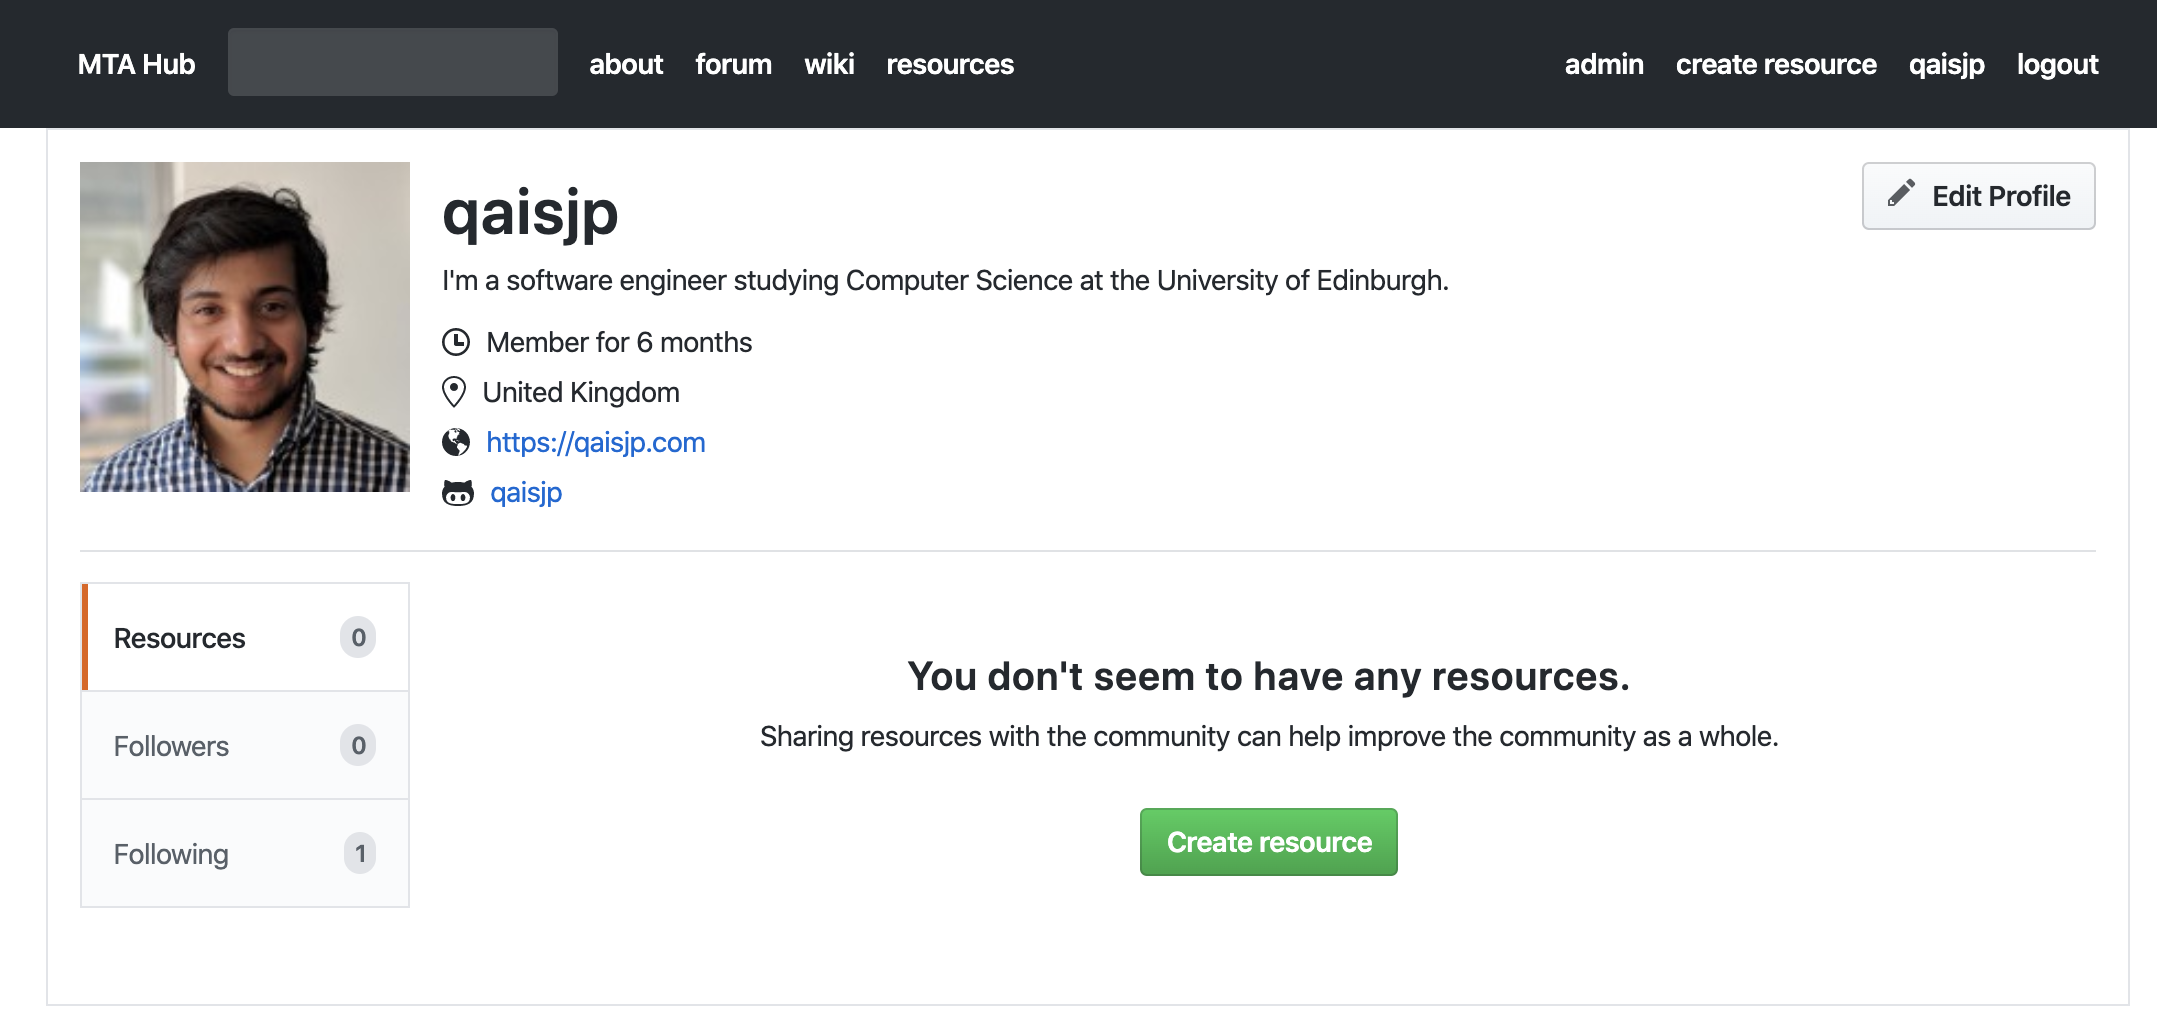 MTA Hub about forum wiki resources admin create resource qaisjp logout
qaisjp
Edit Profile
I'm a software engineer studying Computer Science at the University of Edinburgh.
Member for 6 months
United Kingdom
https://qaisjp.com
qaisjp
Resources 0
Followers 0
Following 1
You don't seem to have any resources.
Sharing resources with the community can help improve the community as a whole.
Create resource